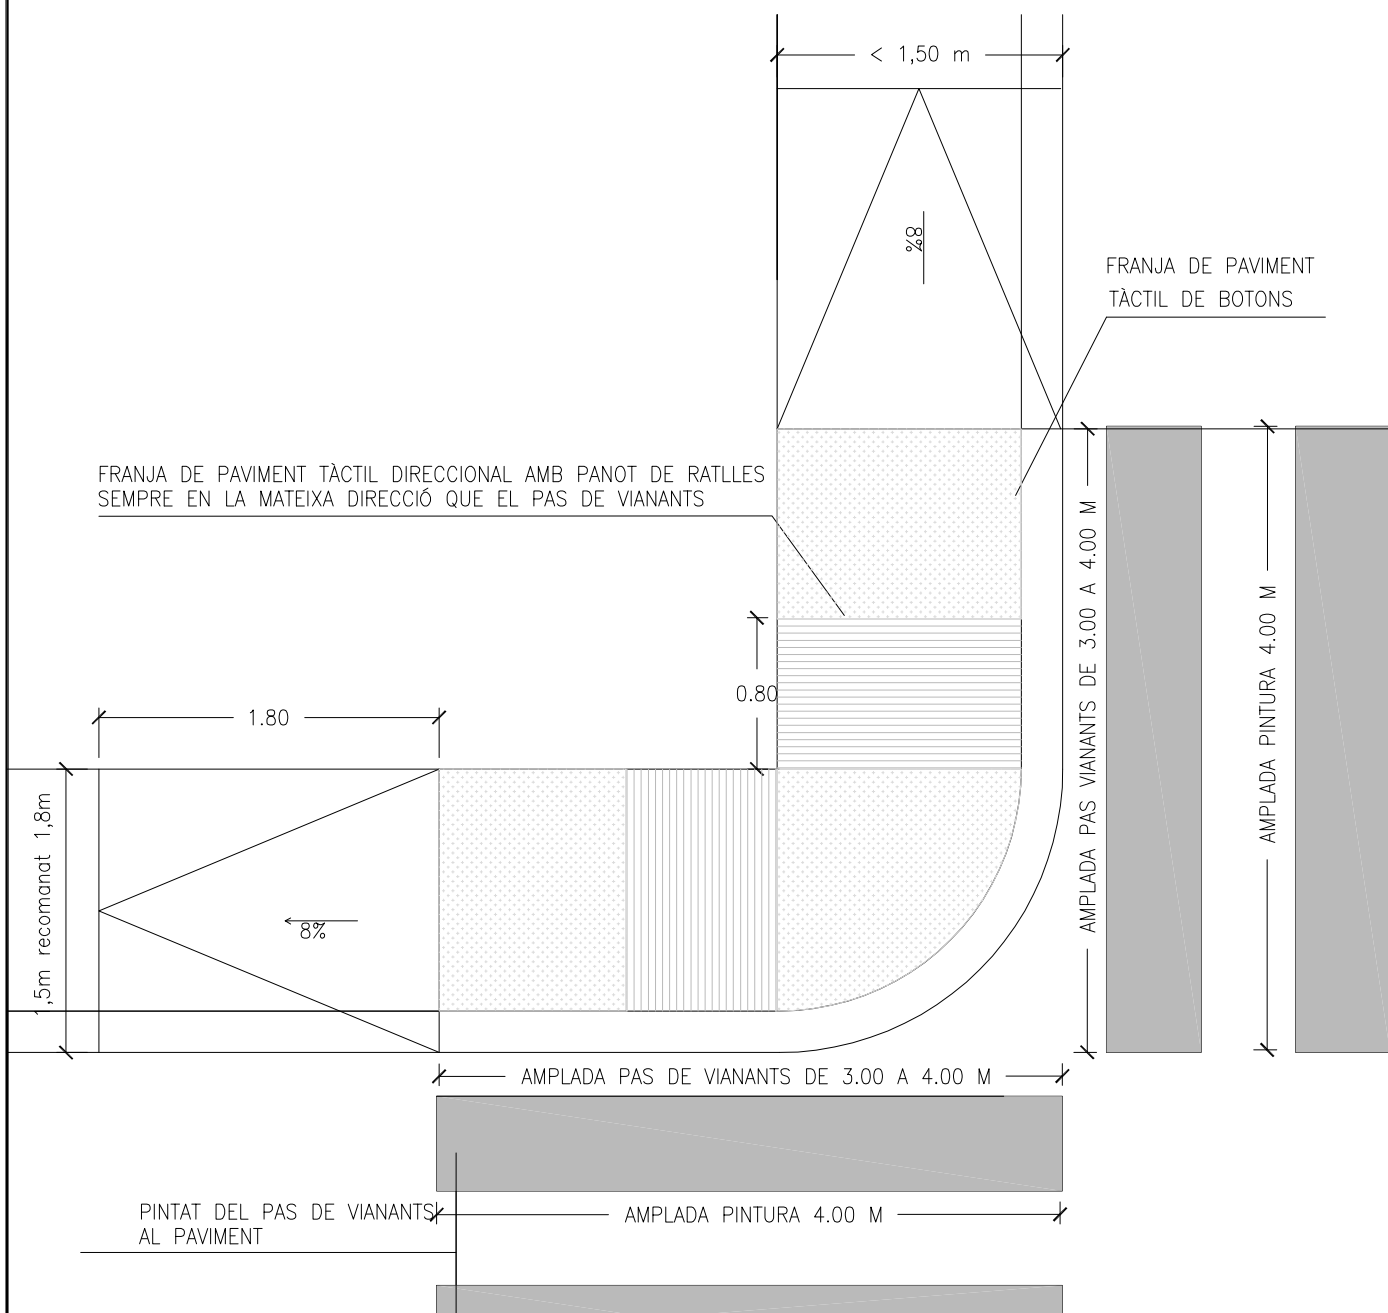 < 1,50 m
8%
FRANJA DE PAVIMENT
TÀCTIL DE BOTONS
FRANJA DE PAVIMENT TÀCTIL DIRECCIONAL AMB PANOT DE RATLLES
SEMPRE EN LA MATEIXA DIRECCIÓ QUE EL PAS DE VIANANTS
AMPLADA PAS VIANANTS DE 3.00 A 4.00 M
AMPLADA PINTURA 4.00 M
0.80
1.80
1,5m recomanat 1,8m
8%
AMPLADA PAS DE VIANANTS DE 3.00 A 4.00 M
AMPLADA PINTURA 4.00 M
PINTAT DEL PAS DE VIANANTS
AL PAVIMENT